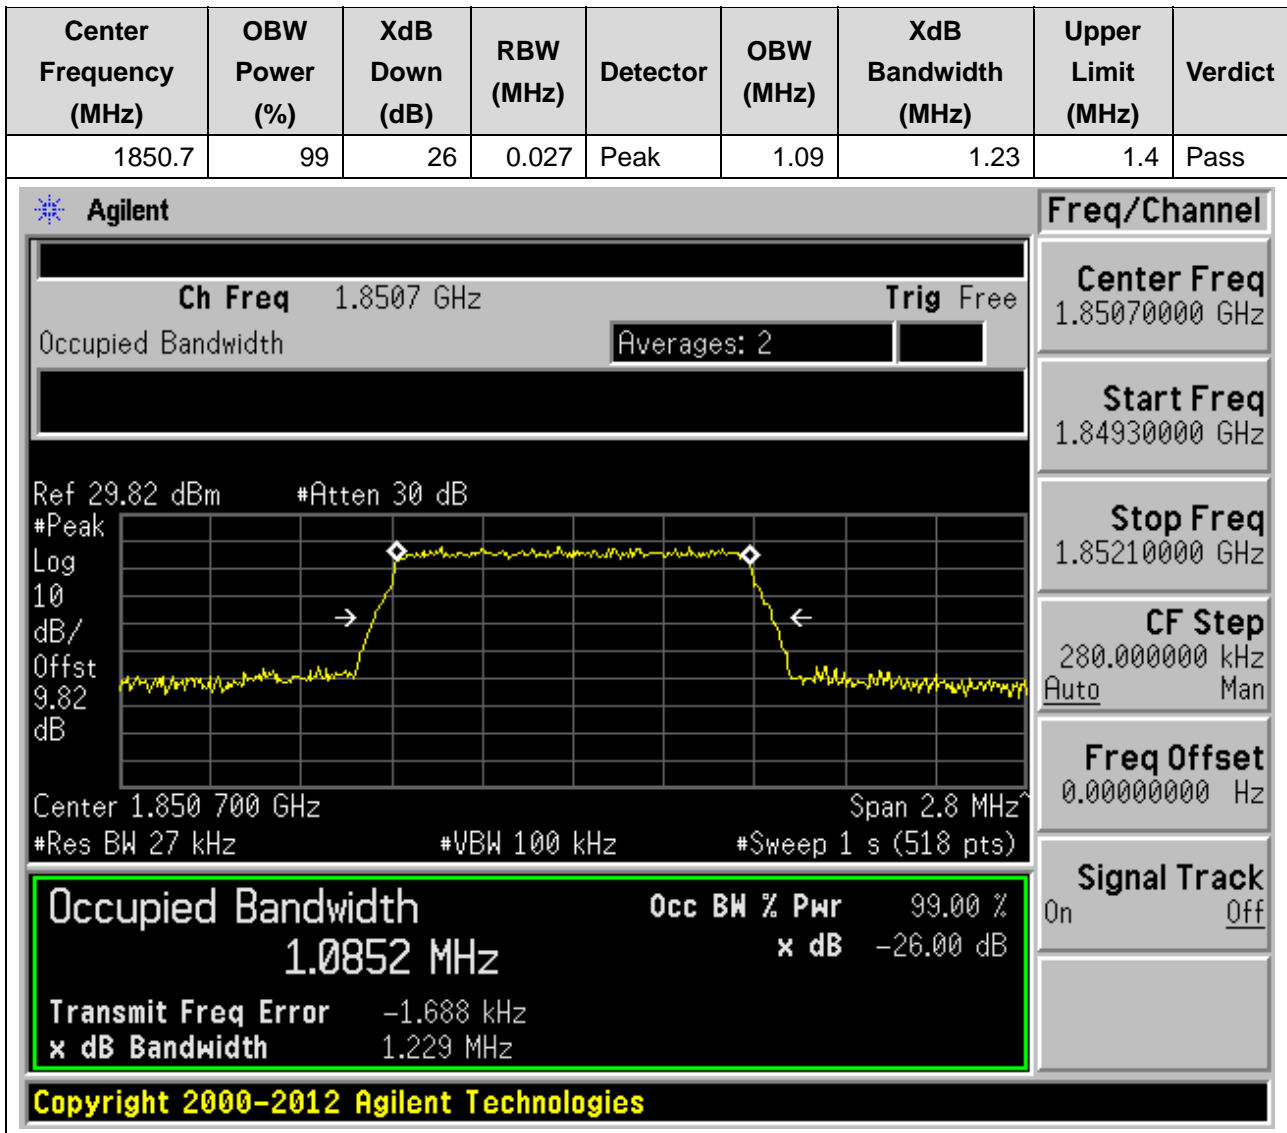 Center Frequency (MHz) OBW Power (%) XdB Down (dB) RBW (MHz) Detector OBW (MHz) XdB Bandwidth (MHz) Upper Limit (MHz) Verdict
1850.7 99 26 0.027 Peak 1.09 1.23 1.4 Pass
Agilent
Freq/Channel
Ch Freq 1.8507 GHz Trig Free
Occupied Bandwidth Averages: 2
Center Freq
1.85070000 GHz
Start Freq
1.84930000 GHz
Stop Freq
1.85210000 GHz
CF Step
280.000000 kHz
Auto Man
Freq Offset
0.00000000 Hz
Signal Track
On Off
Ref 29.82 dBm #Atten 30 dB
#Peak
Log
10
dB/
Offst
9.82
dB
Center 1.850 700 GHz Span 2.8 MHz^
#Res BW 27 kHz #VBW 100 kHz #Sweep 1 s (518 pts)
Occupied Bandwidth Occ BW % Pwr 99.00 %
1.0852 MHz x dB -26.00 dB
Transmit Freq Error -1.688 kHz
x dB Bandwidth 1.229 MHz
Copyright 2000-2012 Agilent Technologies